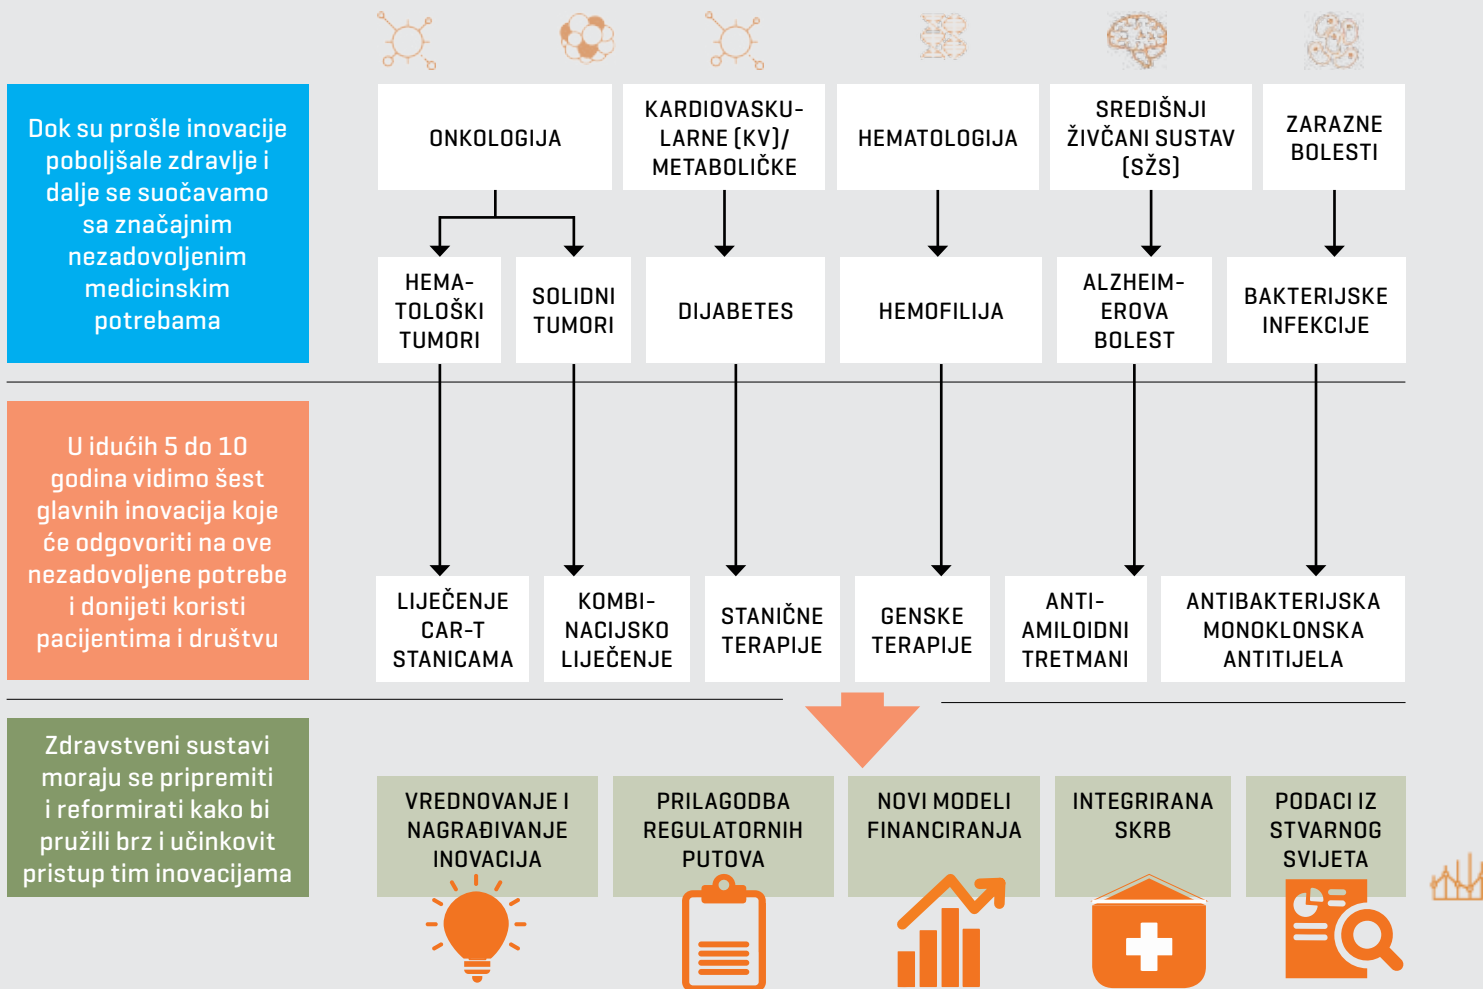 Dok su prošle inovacije
poboljšale zdravlje i
dalje se suočavamo
sa značajnim
nezadovoljenim
medicinskim
potrebama
ONKOLOGIJA
KARDIOVASKU-
LARNE (KV)/
METABOLIČKE
HEMATOLOGIJA
SREDIŠNJI
ŽIVČANI SUSTAV
(SŽS)
ZARAZNE
BOLESTI
HEMA-
TOLOŠKI
TUMORI
SOLIDNI
TUMORI
DIJABETES
HEMOFILIJA
ALZHEIM-
EROVA
BOLEST
BAKTERIJSKE
INFEKCIJE
U idućih 5 do 10
godina vidimo šest
glavnih inovacija koje
će odgovoriti na ove
nezadovoljene potrebe
i donijeti koristi
pacijentima i društvu
LIJEČENJE
CAR-T
STANICAMA
KOMBI-
NACIJSKO
LIJEČENJE
STANIČNE
TERAPIJE
GENSKE
TERAPIJE
ANTI-
AMILOIDNI
TRETMANI
ANTIBAKTERIJSKA
MONOKLONSKA
ANTITIJELA
Zdravstveni sustavi
moraju se pripremiti
i reformirati kako bi
pružili brz i učinkovit
pristup tim inovacijama
VREDNOVANJE I
NAGRAĐIVANJE
INOVACIJA
PRILAGODBA
REGULATORNIH
PUTOVA
NOVI MODELI
FINANCIRANJA
INTEGRIRANA
SKRB
PODACI IZ
STVARNOG
SVIJETA